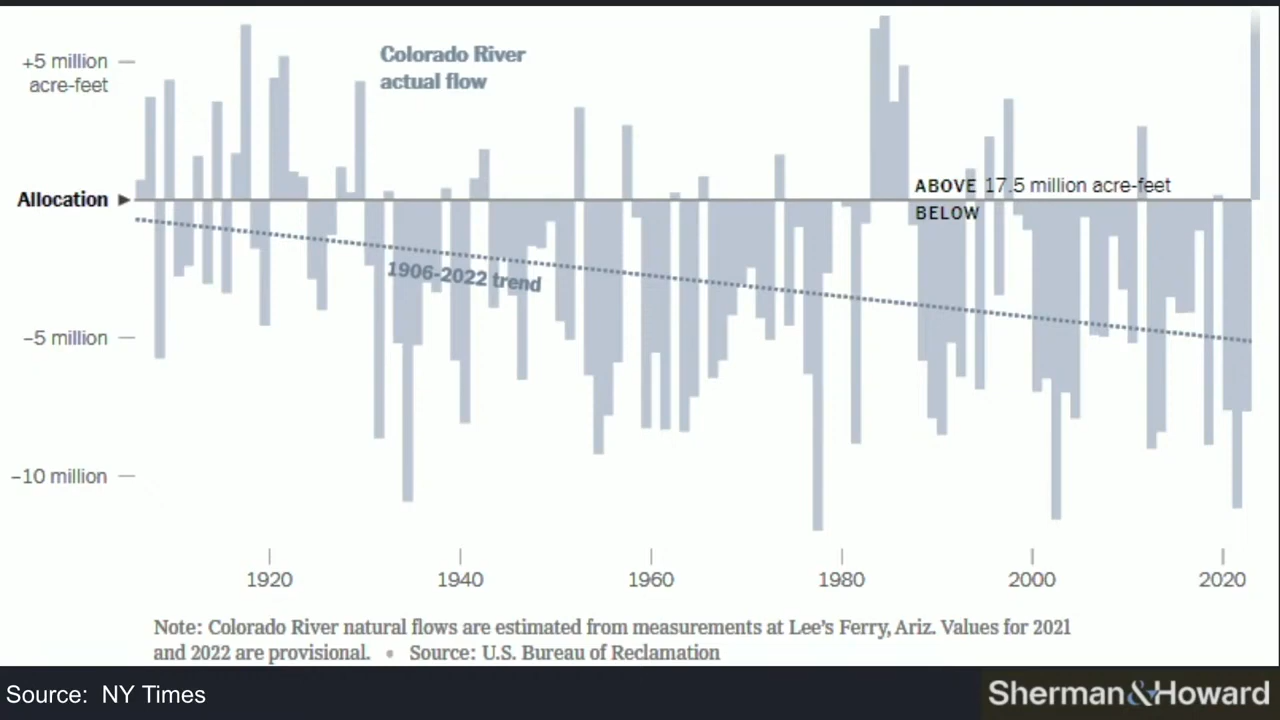 +5 million
acre-feet
Colorado River
actual flow
Allocation
ABOVE 17.5 million acre-feet
BELOW
1906-2022 trend
−5 million
−10 million
1920 1940 1960 1980 2000 2020
Note: Colorado River natural flows are estimated from measurements at Lee’s Ferry, Ariz. Values for 2021
and 2022 are provisional. • Source: U.S. Bureau of Reclamation
Source: NY Times
Sherman&Howard